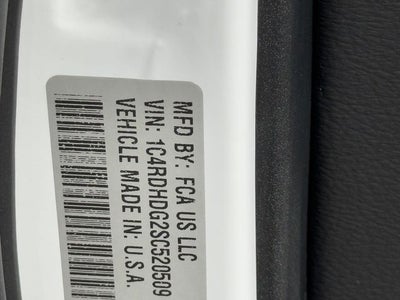 MFD BY: FCA US LLC
VIN: 1C4RDHDG2SC520509
VEHICLE MADE IN: U.S.A.